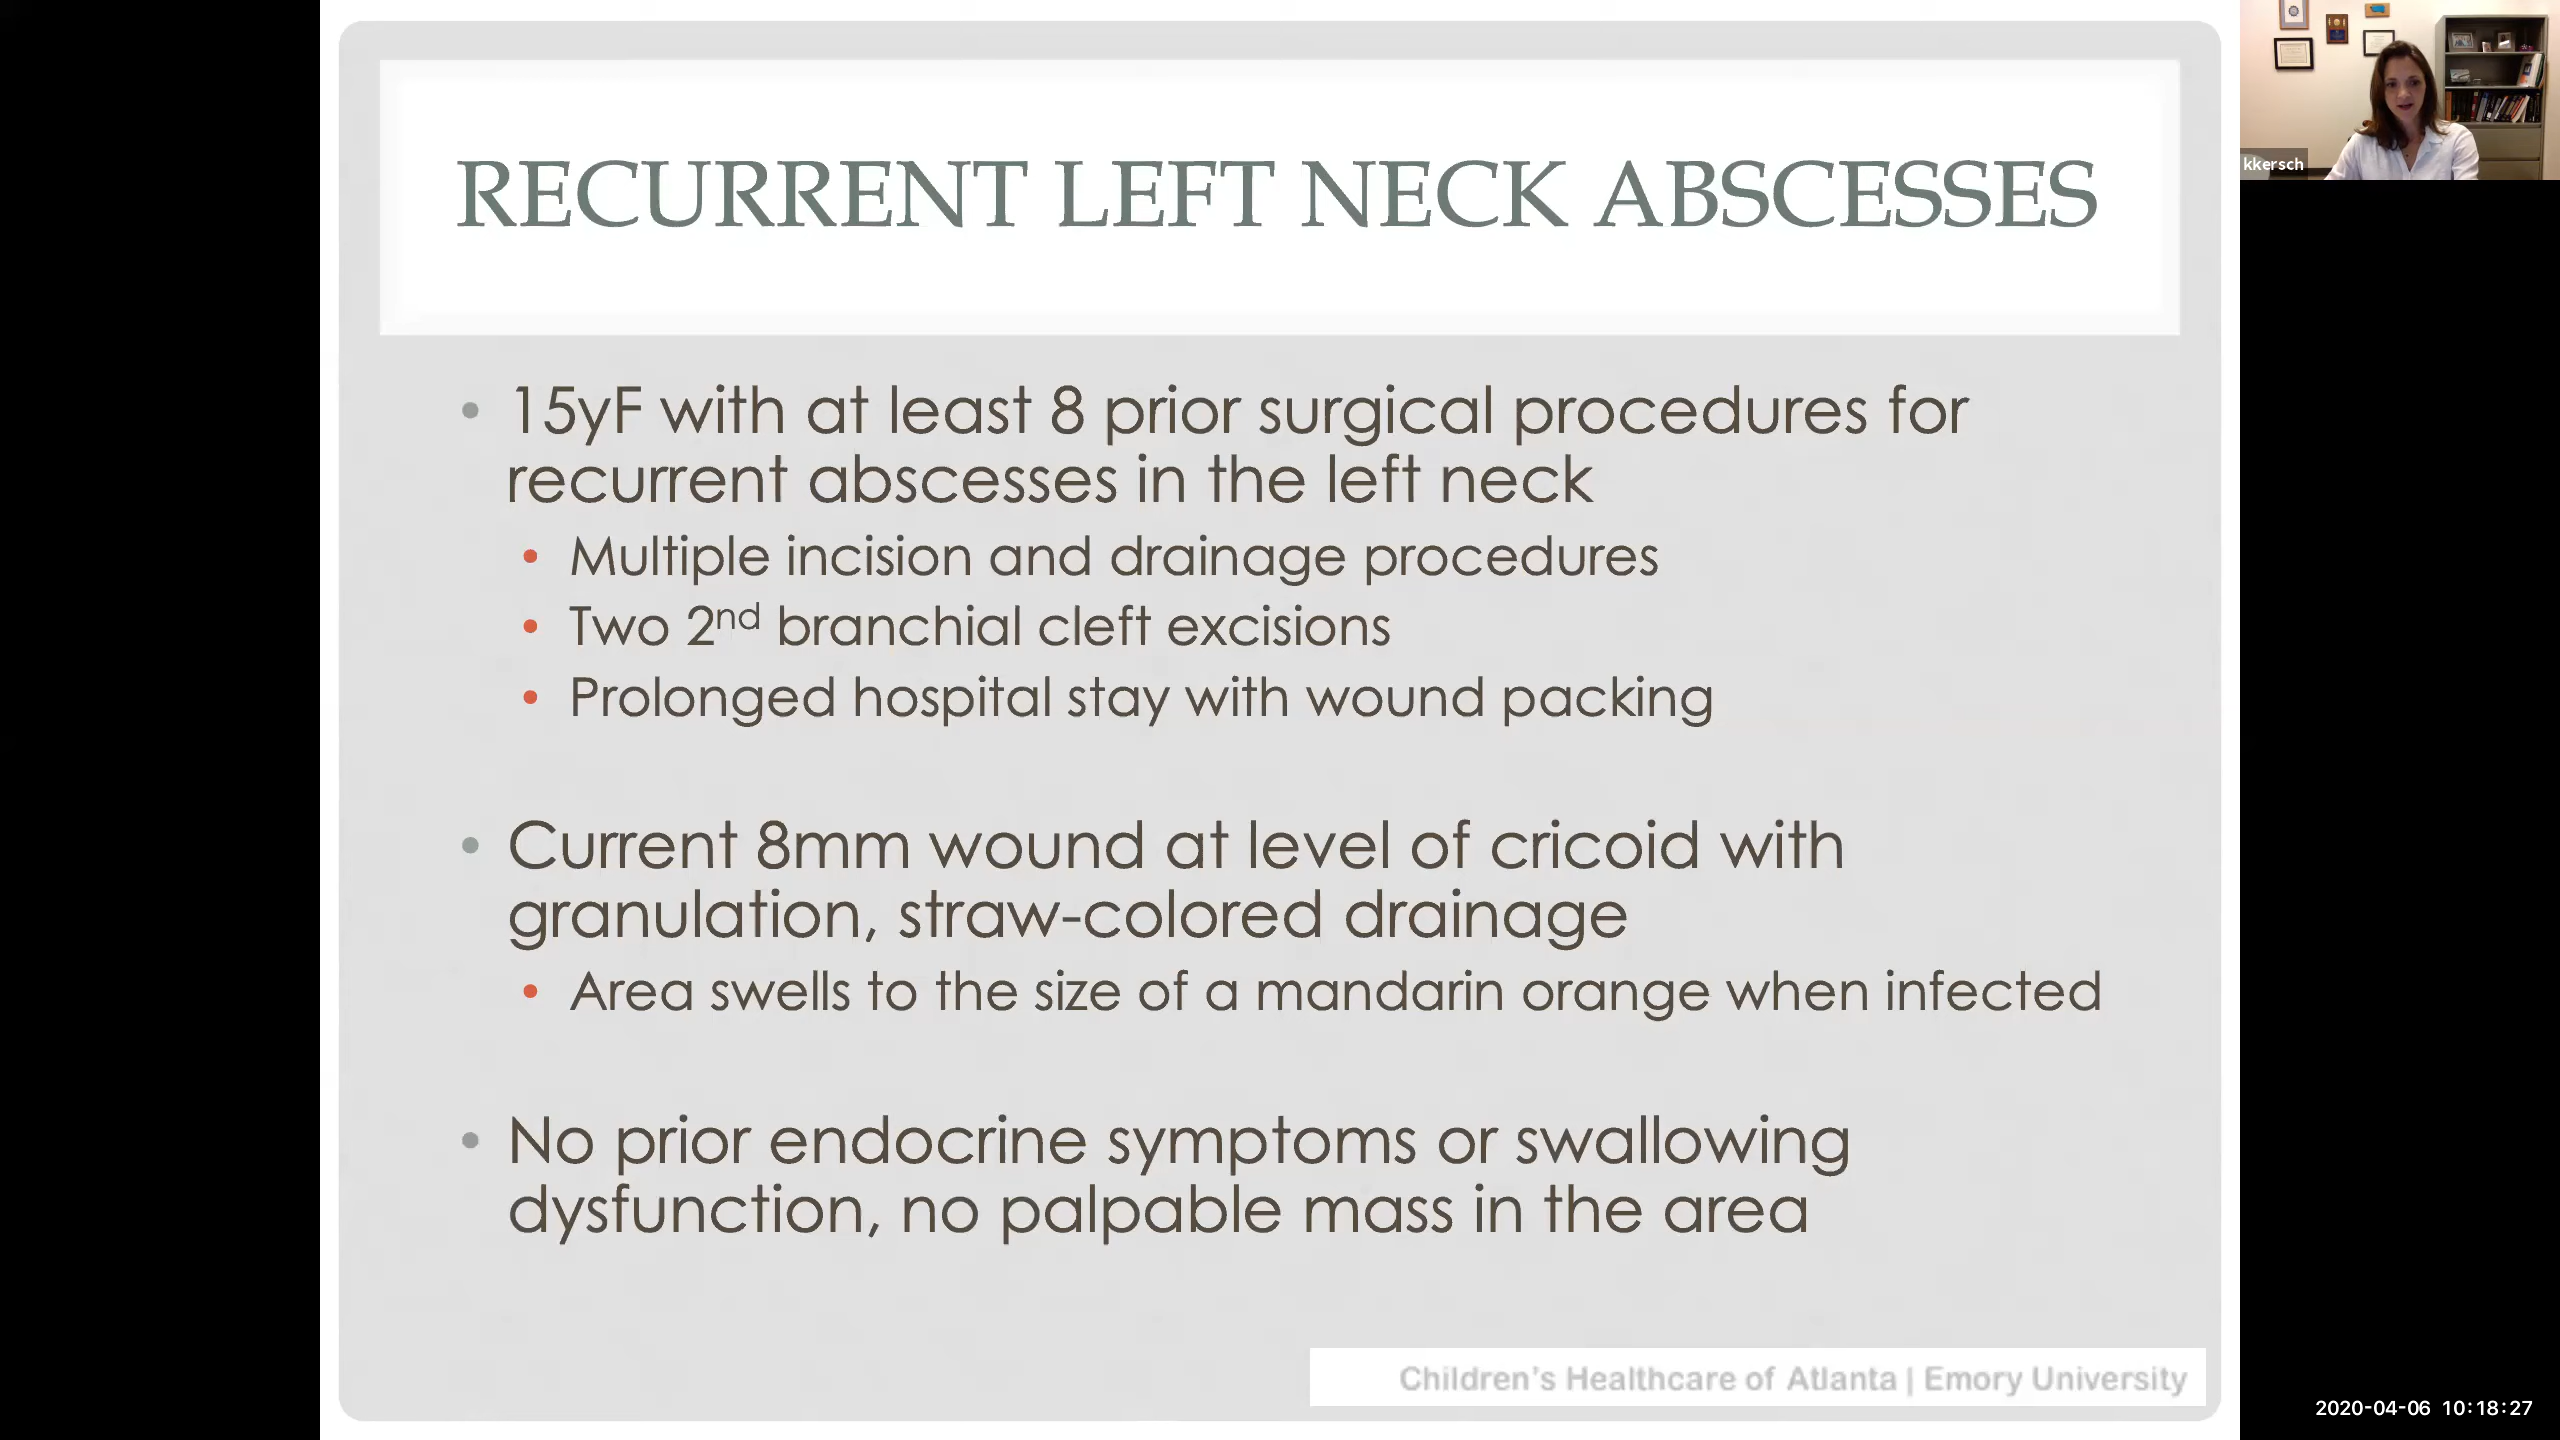 RECURRENT LEFT NECK ABSCESSES
• 15yF with at least 8 prior surgical procedures for
recurrent abscesses in the left neck
• Multiple incision and drainage procedures
• Two 2nd branchial cleft excisions
• Prolonged hospital stay with wound packing
• Current 8mm wound at level of cricoid with
granulation, straw-colored drainage
• Area swells to the size of a mandarin orange when infected
• No prior endocrine symptoms or swallowing
dysfunction, no palpable mass in the area
Children's Healthcare of Atlanta | Emory University
kkersch
2020-04-06 10:18:27